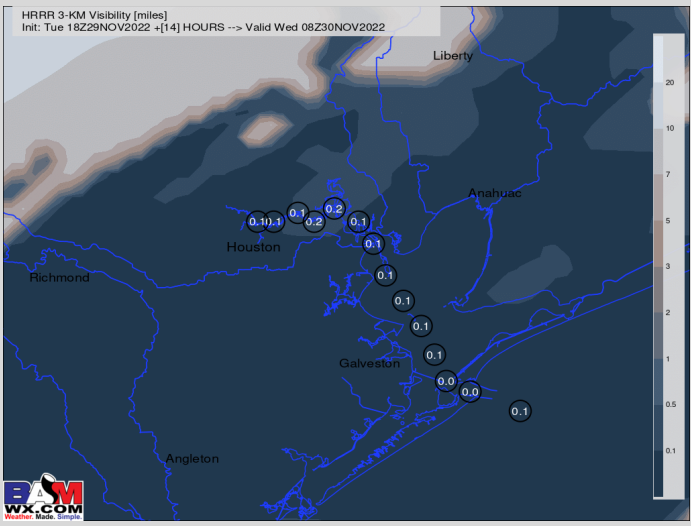 HRRR 3-KM Visibility [miles]
Init: Tue 18Z29NOV2022 +[14] HOURS --> Valid Wed 08Z30NOV2022
Liberty
20
10
Anahuac
7
0.2
0.1
0.1 0.1
0.2
0.1
5
Houston
0.1
Richmond
0.1
3
0.1
2
0.1
0.1
1
Galveston
0.0
0.0
0.5
0.1
0.1
Angleton
BAM
WX.COM
Weather. Made. Simple.